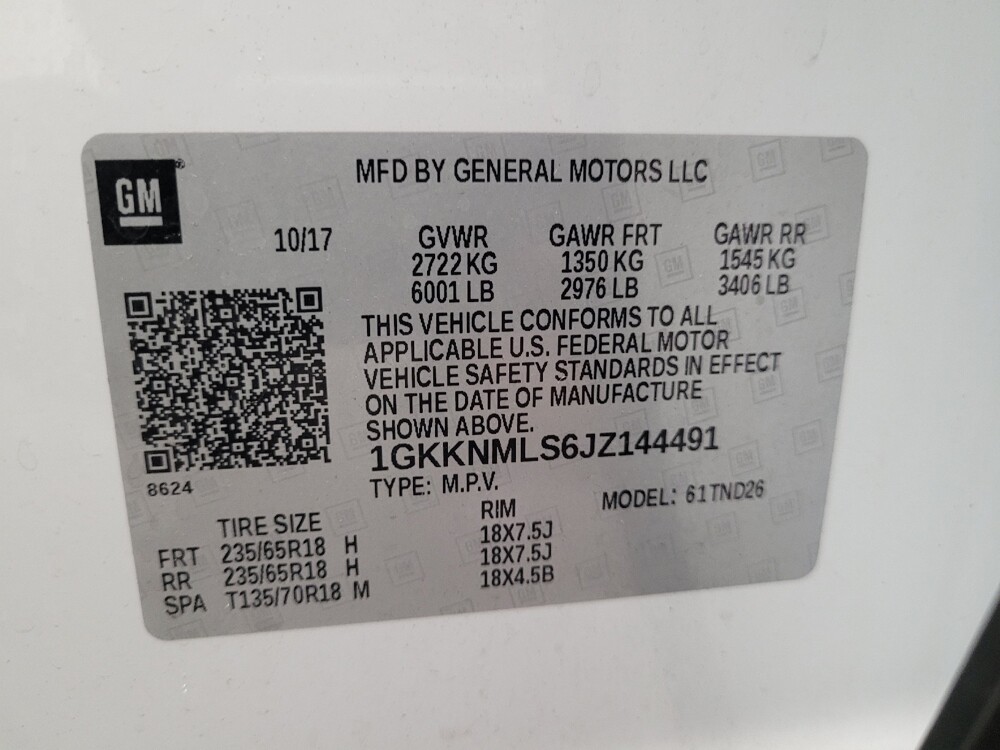 GM
MFD BY GENERAL MOTORS LLC
10/17
GVWR GAWR FRT GAWR RR
2722 KG 1350 KG 1545 KG
6001 LB 2976 LB 3406 LB
THIS VEHICLE CONFORMS TO ALL
APPLICABLE U.S. FEDERAL MOTOR
VEHICLE SAFETY STANDARDS IN EFFECT
ON THE DATE OF MANUFACTURE
SHOWN ABOVE.
1GKKNMLS6JZ144491
8624
TYPE: M.P.V. MODEL: 61TND26
TIRE SIZE RIM
FRT 235/65R18 H 18X7.5J
RR 235/65R18 H 18X7.5J
SPA T135/70R18 M 18X4.5B